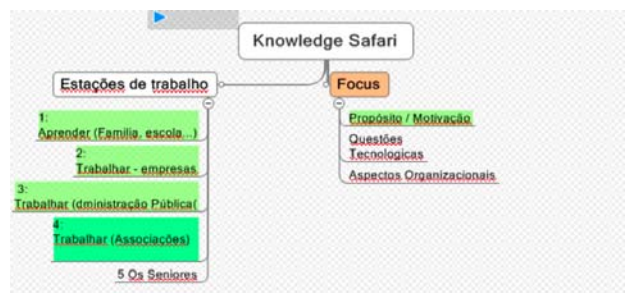 Knowledge Safari
Estações de trabalho
1:
Aprender (Familia, escola...)
2:
Trabalhar - empresas
3:
Trabalhar (dministração Pública(
4:
Trabalhar (Associações)
5 Os Seniores
Focus
Propósito / Motivação
Questões
Tecnologicas
Aspectos Organizacionais